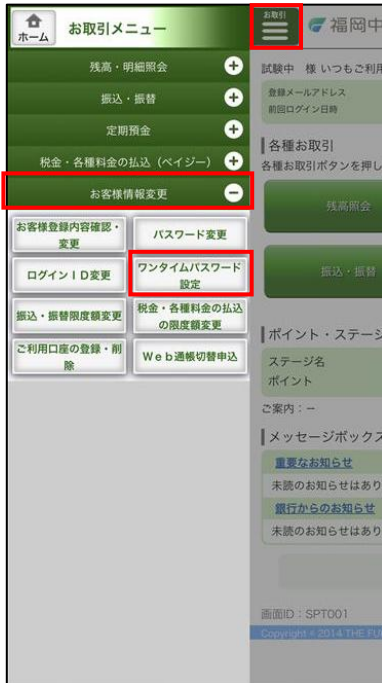 ホーム
お取引メニュー
お取引
福岡中
残高・明細照会
振込・振替
定期預金
税金・各種料金の払込（ペイジー）
お客様情報変更
お客様登録内容確認・
変更
パスワード変更
ログインＩＤ変更
ワンタイムパスワード
設定
振込・振替限度額変更
税金・各種料金の払込
の限度額変更
ご利用口座の登録・削
除
Ｗｅｂ通帳切替申込
試験中　様 いつもご利用
登録メールアドレス
前回ログイン日時
各種お取引
各種お取引ボタンを押し
残高照会
振込・振替
ポイント・ステージ
ステージ名
ポイント
ご案内：－
メッセージボックス
重要なお知らせ
未読のお知らせはあり
銀行からのお知らせ
未読のお知らせはあり
画面ID：SPT001
Copyright © 2014 THE FU